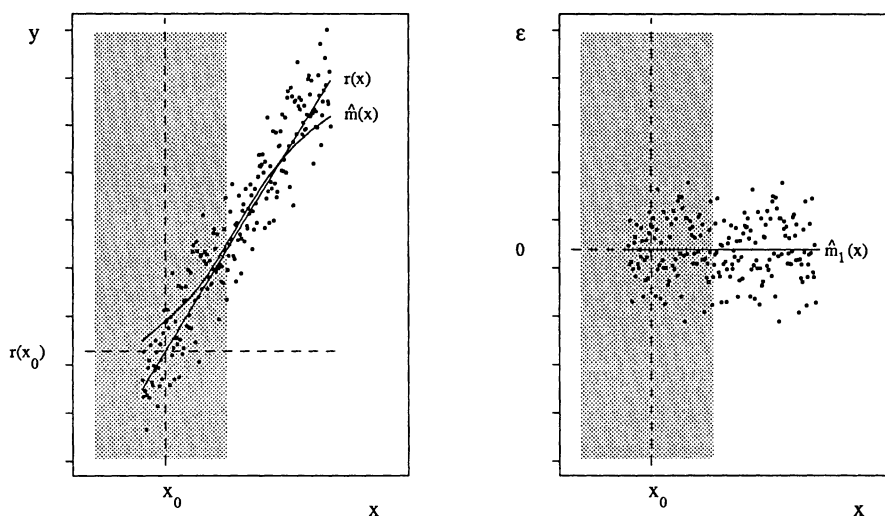 y
r(x)
m̂(x)
r(x₀)
x₀
x
ε
0
m̂₁(x)
x₀
x